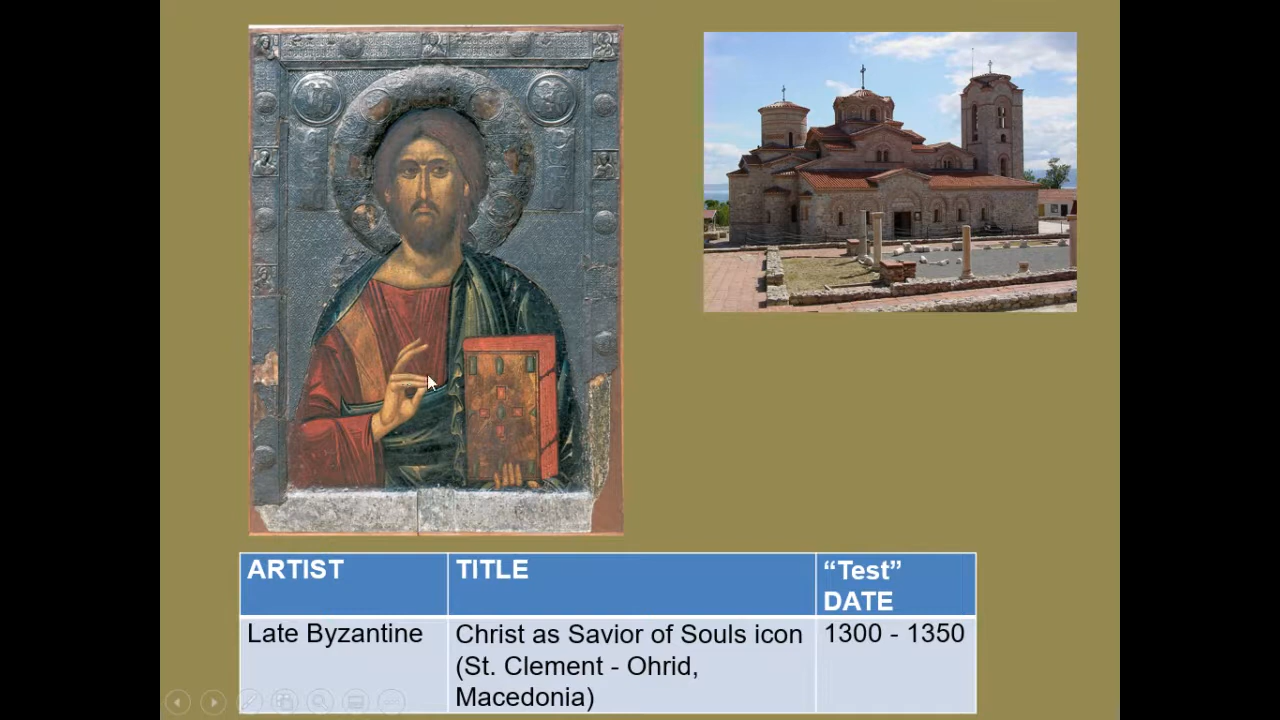 ARTIST
TITLE
“Test”
DATE
Late Byzantine
Christ as Savior of Souls icon
(St. Clement - Ohrid,
Macedonia)
1300 - 1350